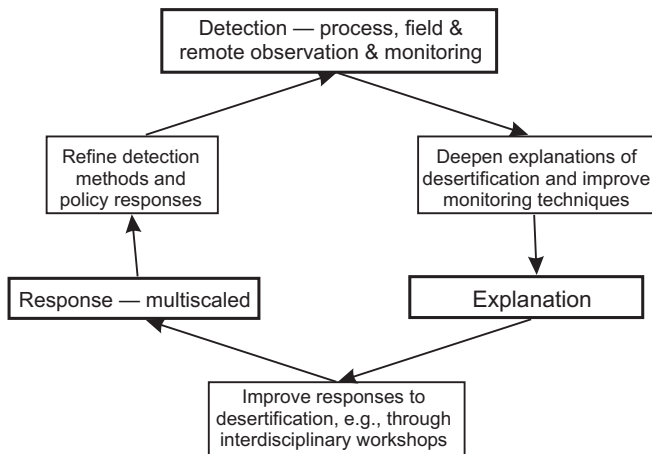 Detection — process, field &
remote observation & monitoring
Refine detection
methods and
policy responses
Deepen explanations of
desertification and improve
monitoring techniques
Response — multiscaled
Explanation
Improve responses to
desertification, e.g., through
interdisciplinary workshops